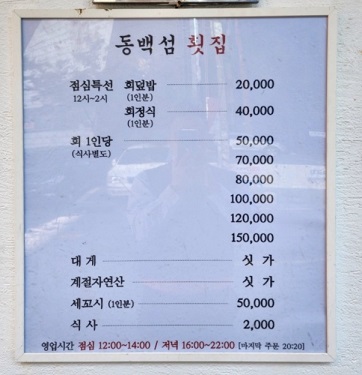 동백섬 횟집
점심특선 회덮밥 20,000
12시~2시 (1인분)
회정식 40,000
(1인분)
회 1인당 50,000
(식사별도)
70,000
80,000
100,000
120,000
150,000
대 게 싯 가
계절자연산 싯 가
세꼬시 (1인분) 50,000
식 사 2,000
영업시간 점심 12:00~14:00 / 저녁 16:00~22:00 [마지막 주문 20:20]